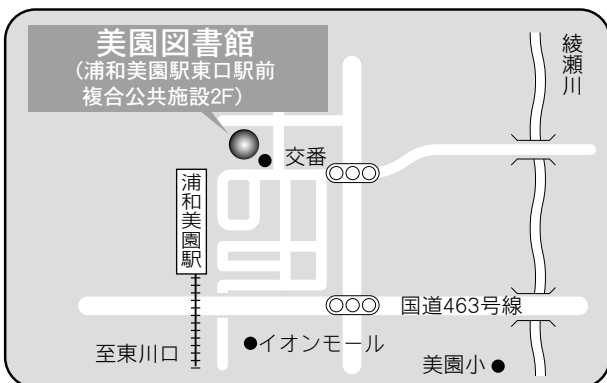 美園図書館
(浦和美園駅東口駅前
複合公共施設2F)
綾瀬川
交番
浦和美園駅
国道463号線
至東川口
●イオンモール
美園小●